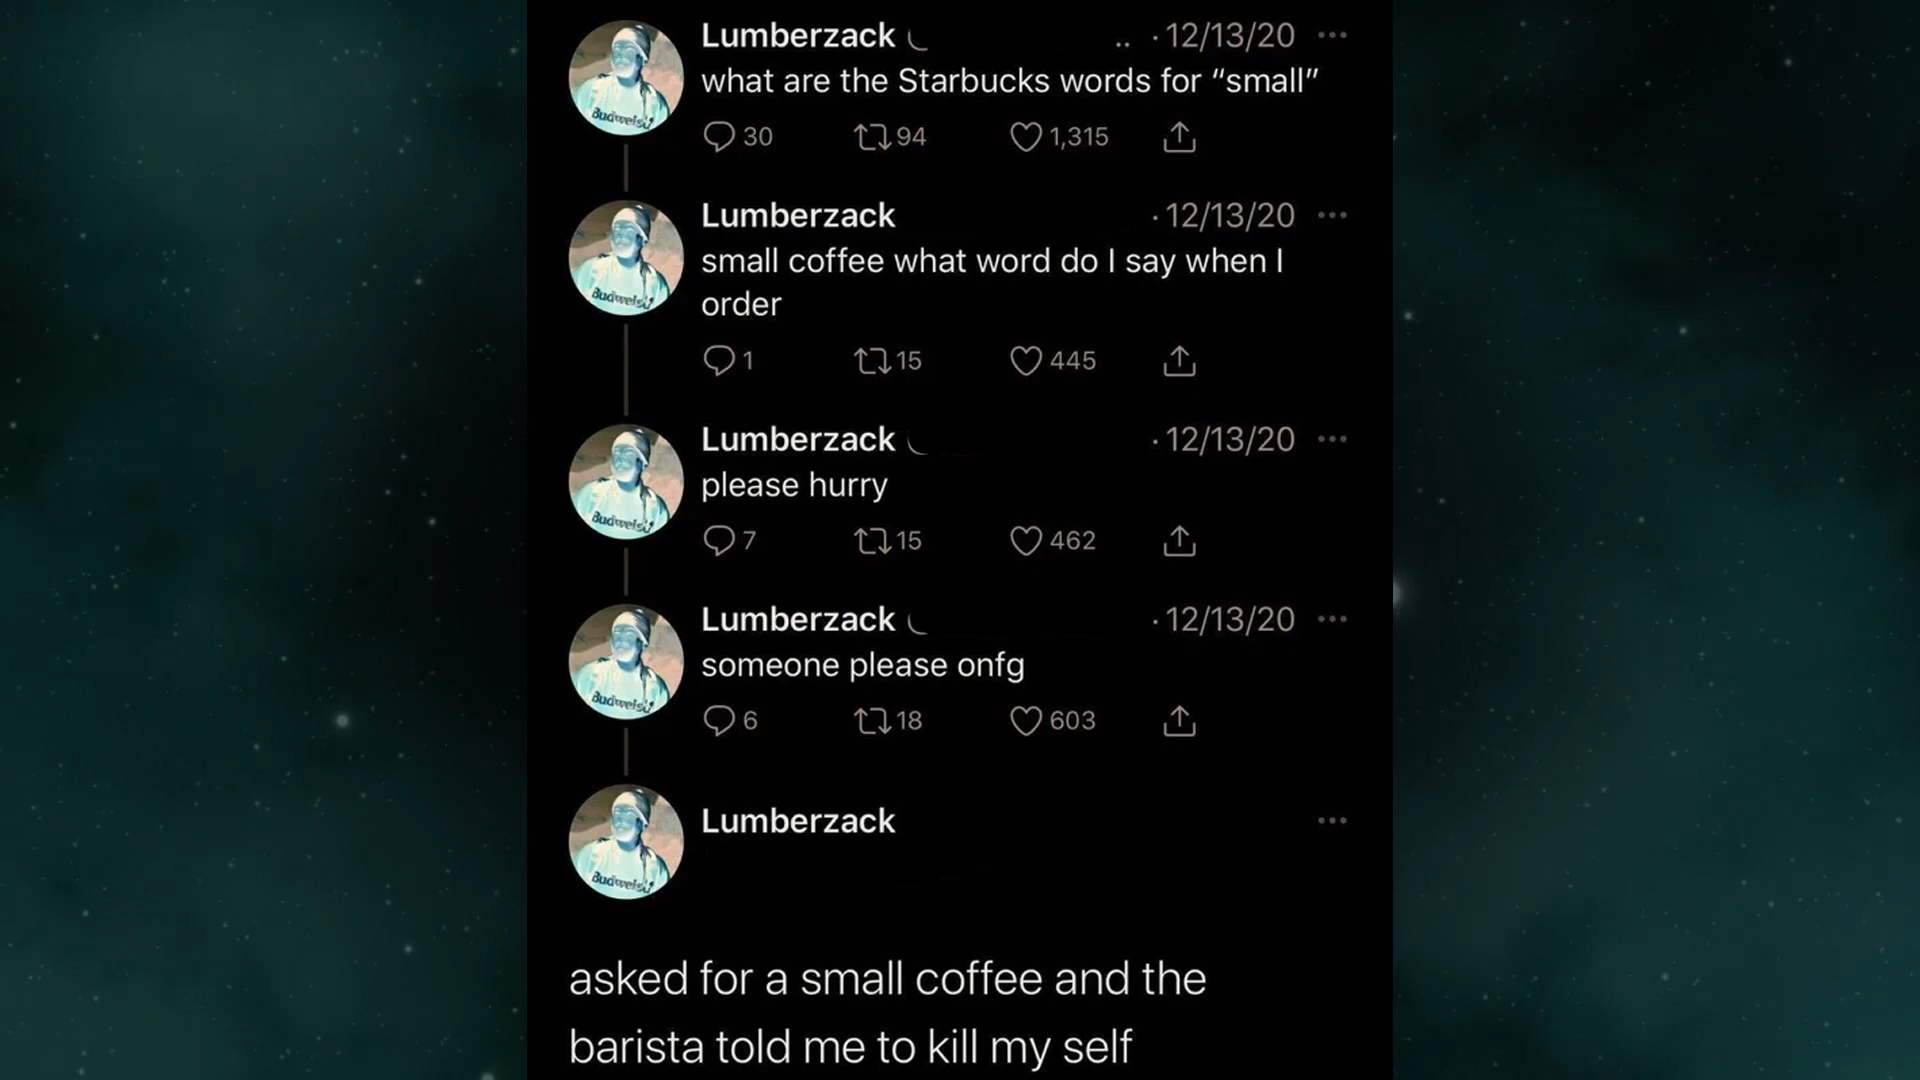 Lumberzack .. · 12/13/20 ...
what are the Starbucks words for “small”
30 94 1,315
Lumberzack · 12/13/20 ...
small coffee what word do I say when I
order
1 15 445
Lumberzack · 12/13/20 ...
please hurry
7 15 462
Lumberzack · 12/13/20 ...
someone please onfg
6 18 603
Lumberzack ...
asked for a small coffee and the
barista told me to kill my self